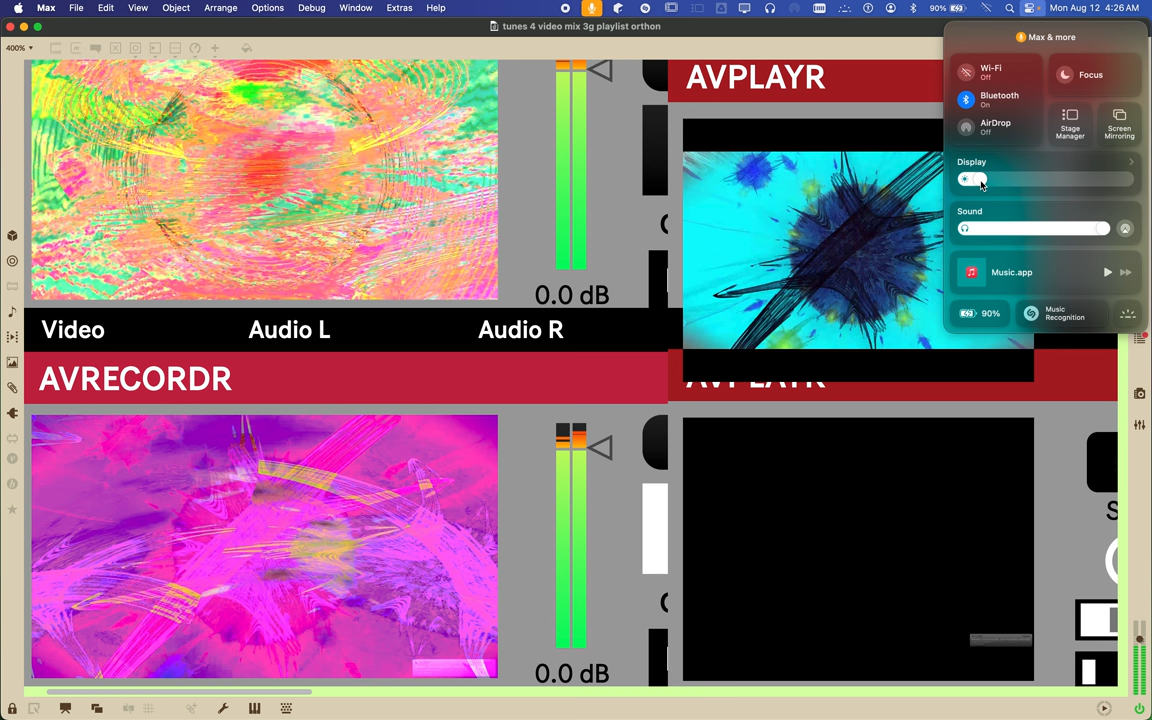 Max File Edit View Object Arrange Options Debug Window Extras Help
90% Mon Aug 12 4:26 AM
tunes 4 video mix 3g playlist orthon
400%
Max & more
Wi-Fi
Off
Focus
Bluetooth
On
AirDrop
Off
Stage
Manager
Screen
Mirroring
Display
Sound
Music.app
90%
Music
Recognition
AVPLAYR
0.0 dB
Video Audio L Audio R
AVRECORDR
AVPLAYR
S
0.0 dB